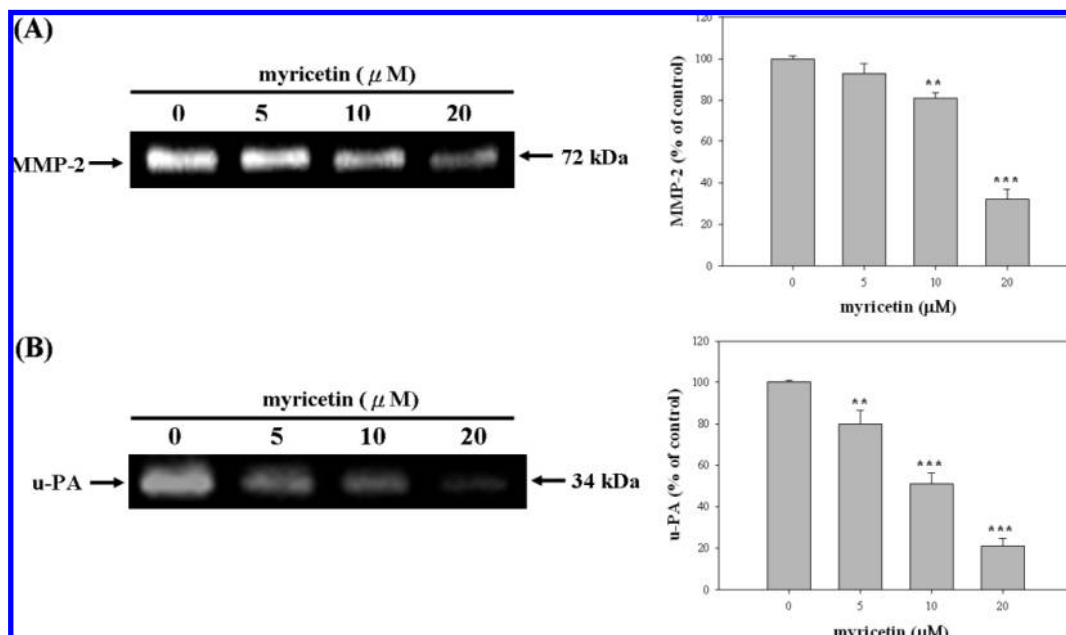 (A)
myricetin (μM)
0 5 10 20
MMP-2
72 kDa
120
100
80
60
40
20
0
MMP-2 (% of control)
**
***
0 5 10 20
myricetin (μM)
(B)
myricetin (μM)
0 5 10 20
u-PA
34 kDa
120
100
80
60
40
20
0
u-PA (% of control)
**
***
***
0 5 10 20
myricetin (μM)